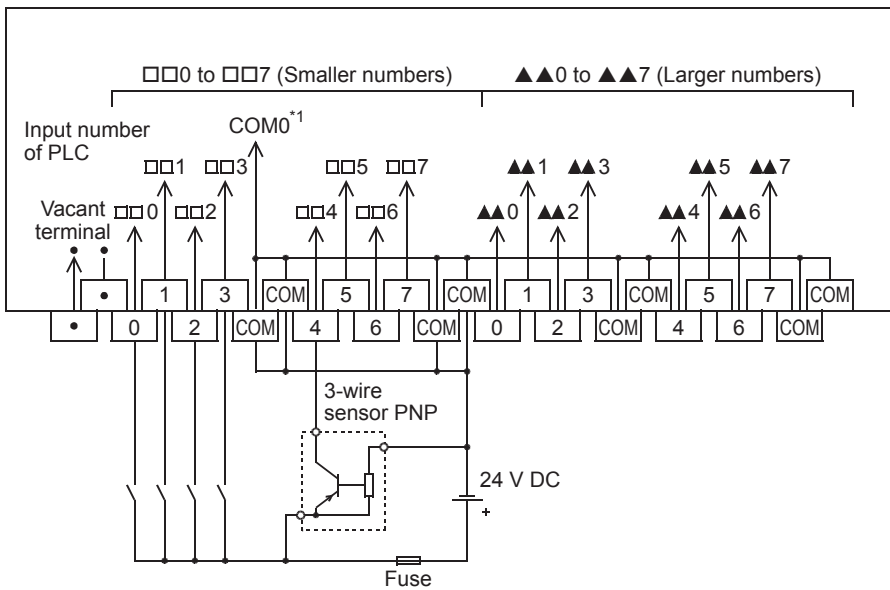 □□0 to □□7 (Smaller numbers) ▲▲0 to ▲▲7 (Larger numbers)
Input number
of PLC
COM0*1
□□1 □□3 □□5 □□7 ▲▲1 ▲▲3 ▲▲5 ▲▲7
Vacant
terminal
□□0 □□2 □□4 □□6 ▲▲0 ▲▲2 ▲▲4 ▲▲6
• 1 3 COM 5 7 COM 1 3 COM 5 7 COM
• 0 2 COM 4 6 COM 0 2 COM 4 6 COM
3-wire
sensor PNP
24 V DC
+
Fuse